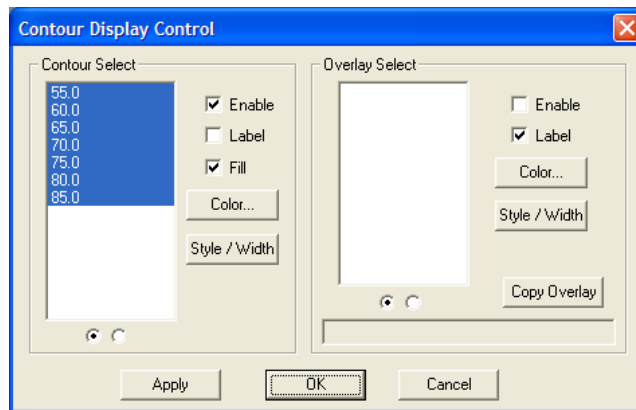 Contour Display Control
Contour Select
55.0
60.0
65.0
70.0
75.0
80.0
85.0
Enable
Label
Fill
Color...
Style / Width
Overlay Select
Enable
Label
Color...
Style / Width
Copy Overlay
Apply
OK
Cancel